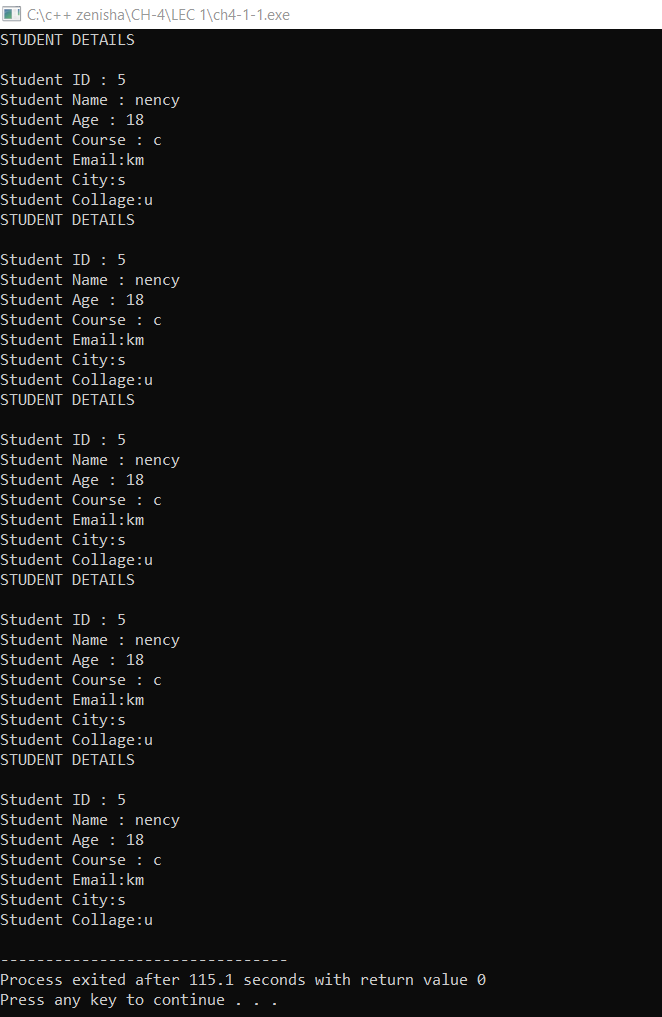 C:\c++ zenisha\CH-4\LEC 1\ch4-1-1.exe
STUDENT DETAILS
Student ID : 5
Student Name : nency
Student Age : 18
Student Course : c
Student Email:km
Student City:s
Student Collage:u
STUDENT DETAILS
Student ID : 5
Student Name : nency
Student Age : 18
Student Course : c
Student Email:km
Student City:s
Student Collage:u
STUDENT DETAILS
Student ID : 5
Student Name : nency
Student Age : 18
Student Course : c
Student Email:km
Student City:s
Student Collage:u
STUDENT DETAILS
Student ID : 5
Student Name : nency
Student Age : 18
Student Course : c
Student Email:km
Student City:s
Student Collage:u
STUDENT DETAILS
Student ID : 5
Student Name : nency
Student Age : 18
Student Course : c
Student Email:km
Student City:s
Student Collage:u
--------------------------------
Process exited after 115.1 seconds with return value 0
Press any key to continue . . .